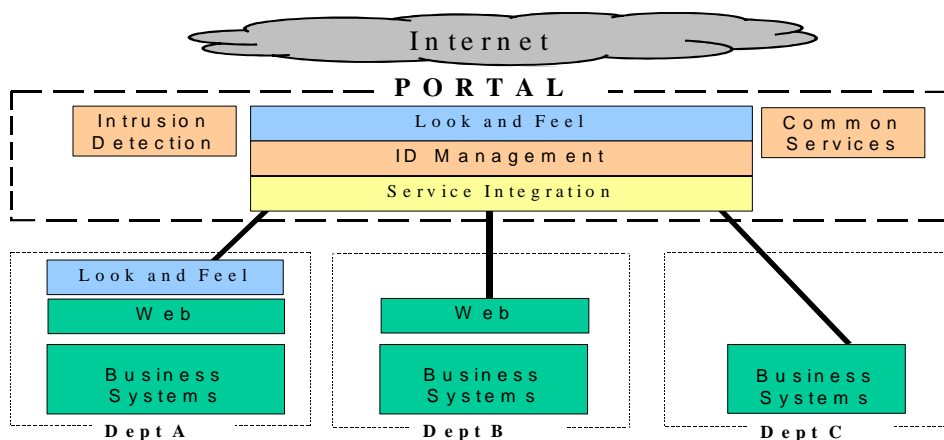 Internet
PORTAL
Intrusion
Detection
Look and Feel
ID Management
Service Integration
Common
Services
Look and Feel
Web
Business
Systems
Dept A
Web
Business
Systems
Dept B
Business
Systems
Dept C